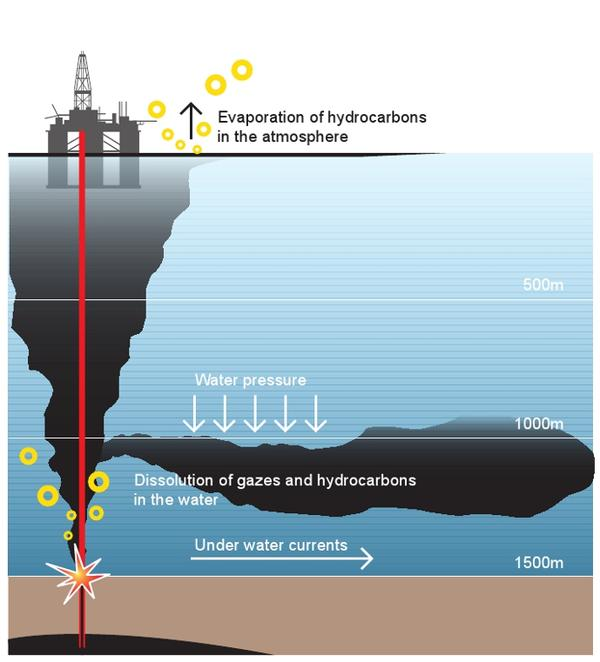 Evaporation of hydrocarbons
in the atmosphere
500m
Water pressure
1000m
Dissolution of gazes and hydrocarbons
in the water
Under water currents
1500m